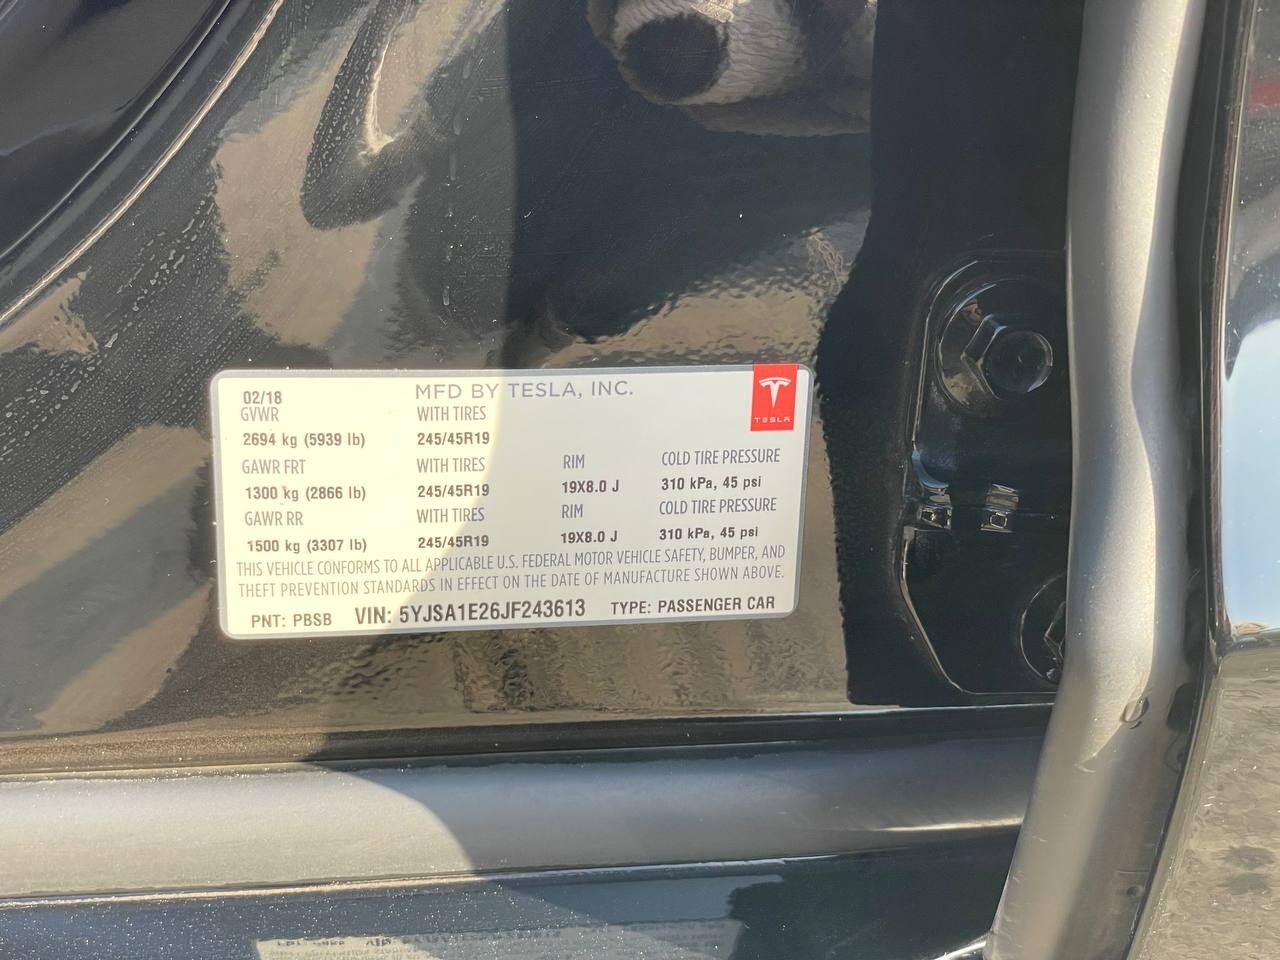 02/18 MFD BY TESLA, INC.
GVWR WITH TIRES
2694 kg (5939 lb) 245/45R19
TESLA
GAWR FRT WITH TIRES RIM COLD TIRE PRESSURE
1300 kg (2866 lb) 245/45R19 19X8.0 J 310 kPa, 45 psi
GAWR RR WITH TIRES RIM COLD TIRE PRESSURE
1500 kg (3307 lb) 245/45R19 19X8.0 J 310 kPa, 45 psi
THIS VEHICLE CONFORMS TO ALL APPLICABLE U.S. FEDERAL MOTOR VEHICLE SAFETY, BUMPER, AND
THEFT PREVENTION STANDARDS IN EFFECT ON THE DATE OF MANUFACTURE SHOWN ABOVE.
PNT: PBSB VIN: 5YJSA1E26JF243613 TYPE: PASSENGER CAR